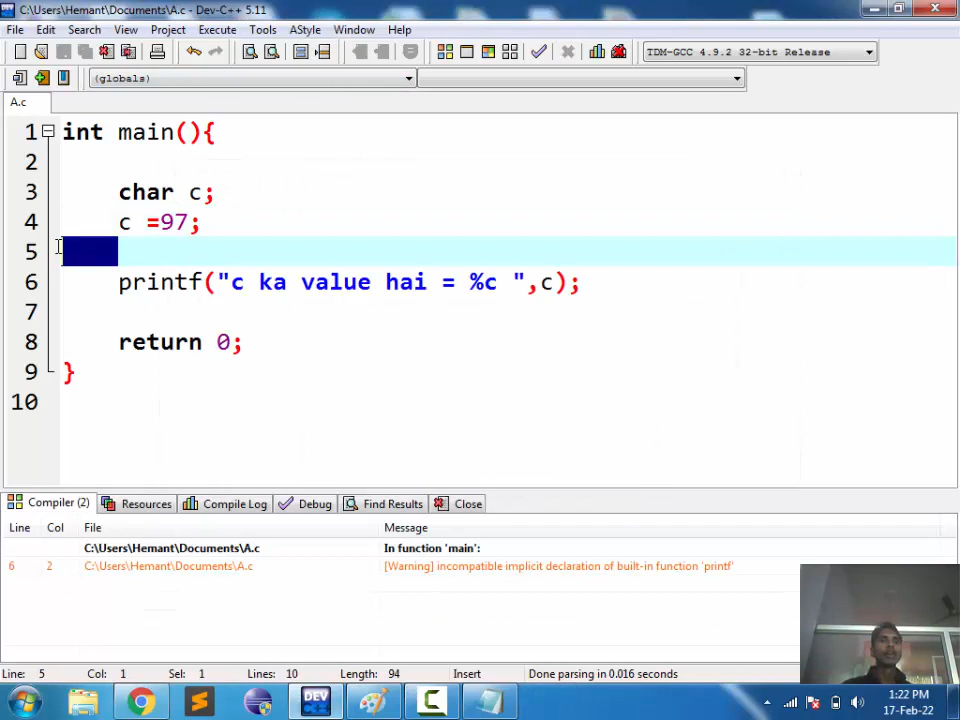 C:\Users\Hemant\Documents\A.c - Dev-C++ 5.11
File Edit Search View Project Execute Tools AStyle Window Help
TDM-GCC 4.9.2 32-bit Release
(globals)
A.c
1 int main(){
2
3 char c;
4 c =97;
5
6 printf("c ka value hai = %c ",c);
7
8 return 0;
9 }
10
Compiler (2) Resources Compile Log Debug Find Results Close
Line Col File Message
C:\Users\Hemant\Documents\A.c In function 'main':
6 2 C:\Users\Hemant\Documents\A.c [Warning] incompatible implicit declaration of built-in function 'printf'
Line: 5 Col: 1 Sel: 1 Lines: 10 Length: 94 Insert Done parsing in 0.016 seconds
DEV C
1:22 PM
17-Feb-22